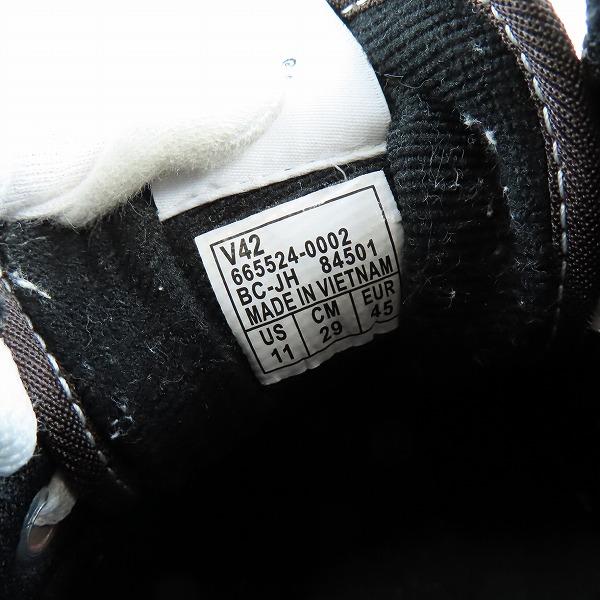 V42
665524-0002
BC-JH 84501
MADE IN VIETNAM
US CM EUR
11 29 45